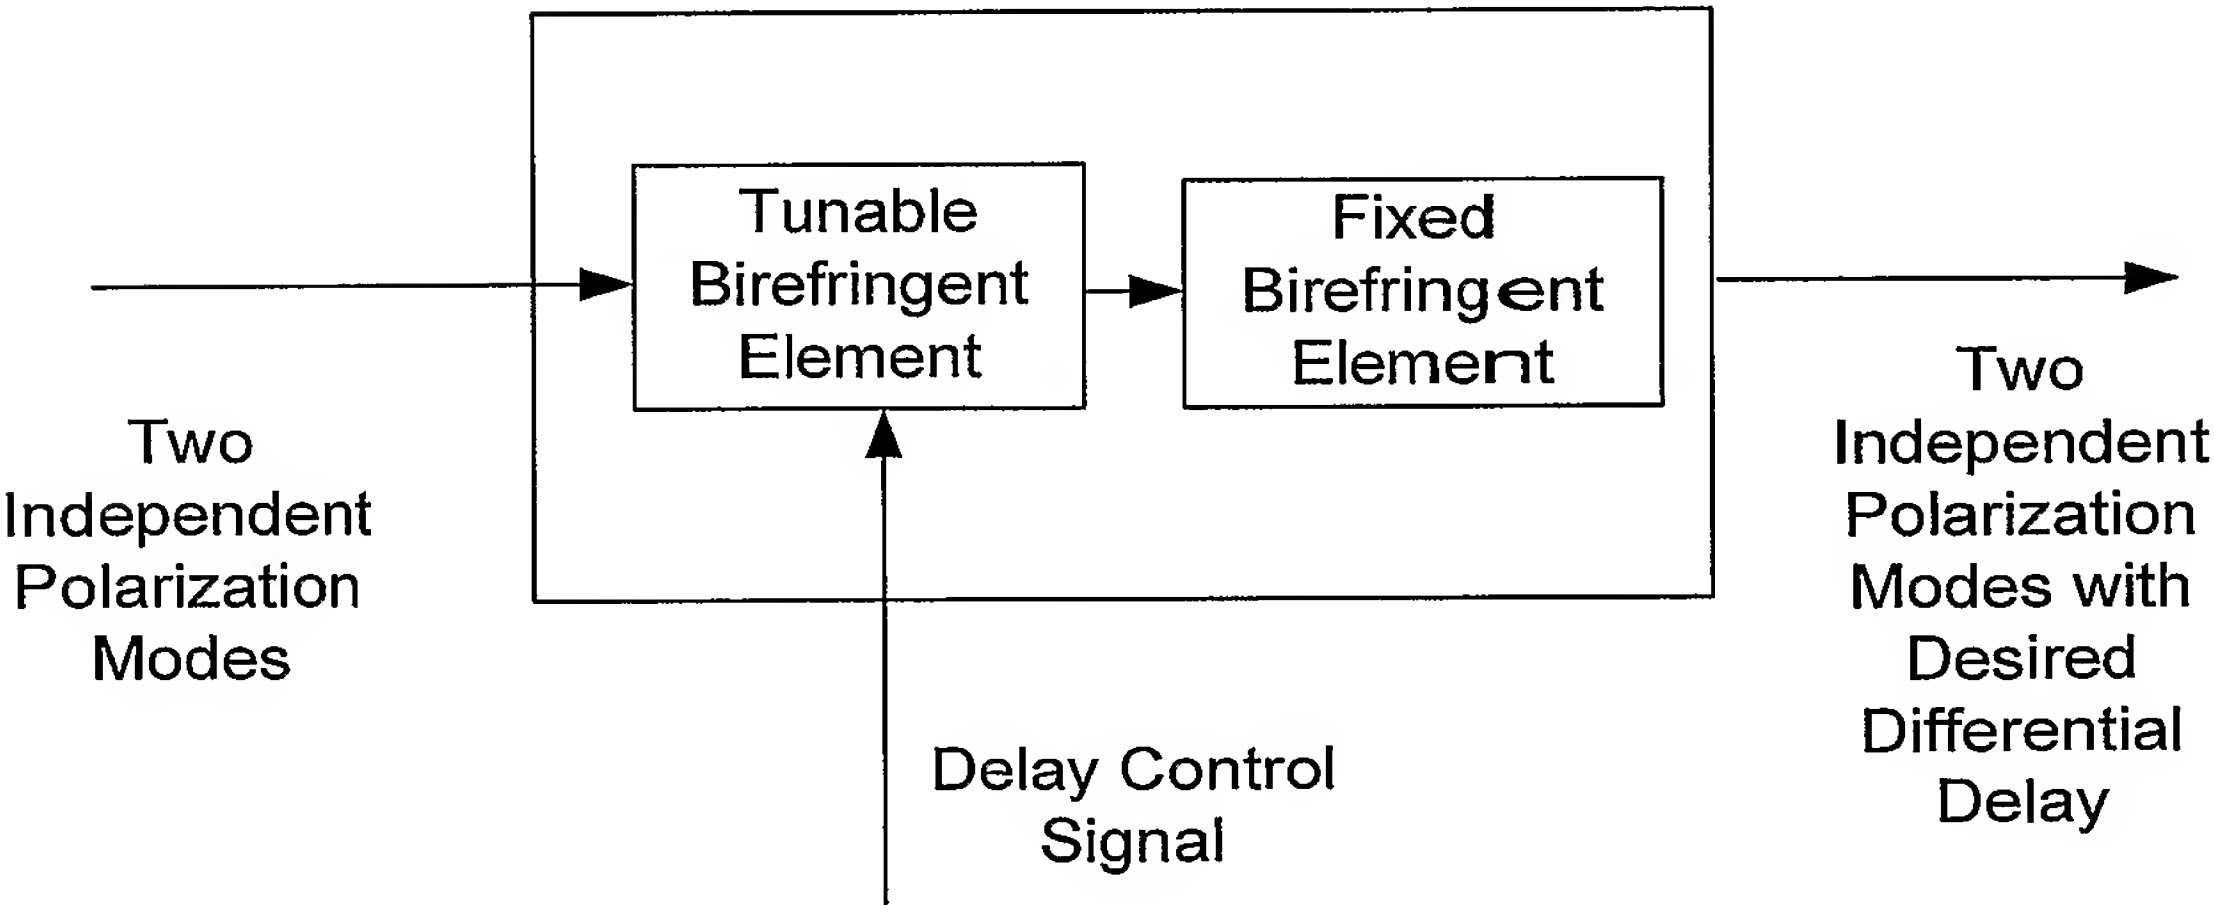 Tunable
Birefringent
Element
Fixed
Birefringent
Element
Two
Independent
Polarization
Modes
Two
Independent
Polarization
Modes with
Desired
Differential
Delay
Delay Control
Signal